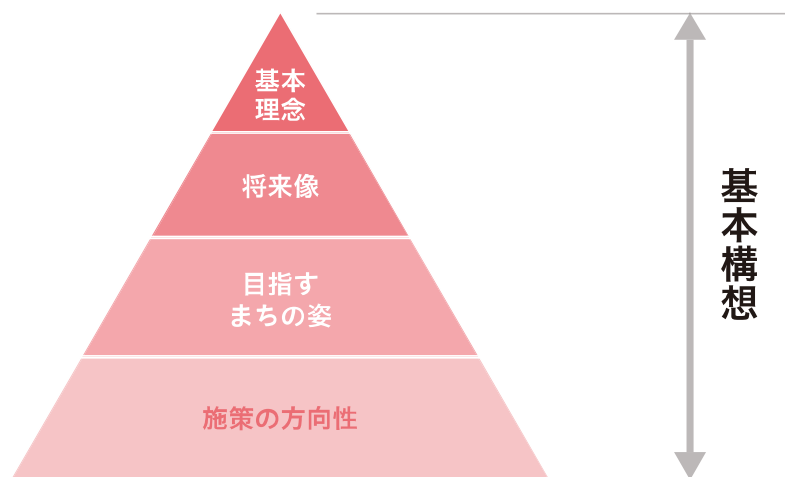 基本
理念
将来像
目指す
まちの姿
施策の方向性
基本構想